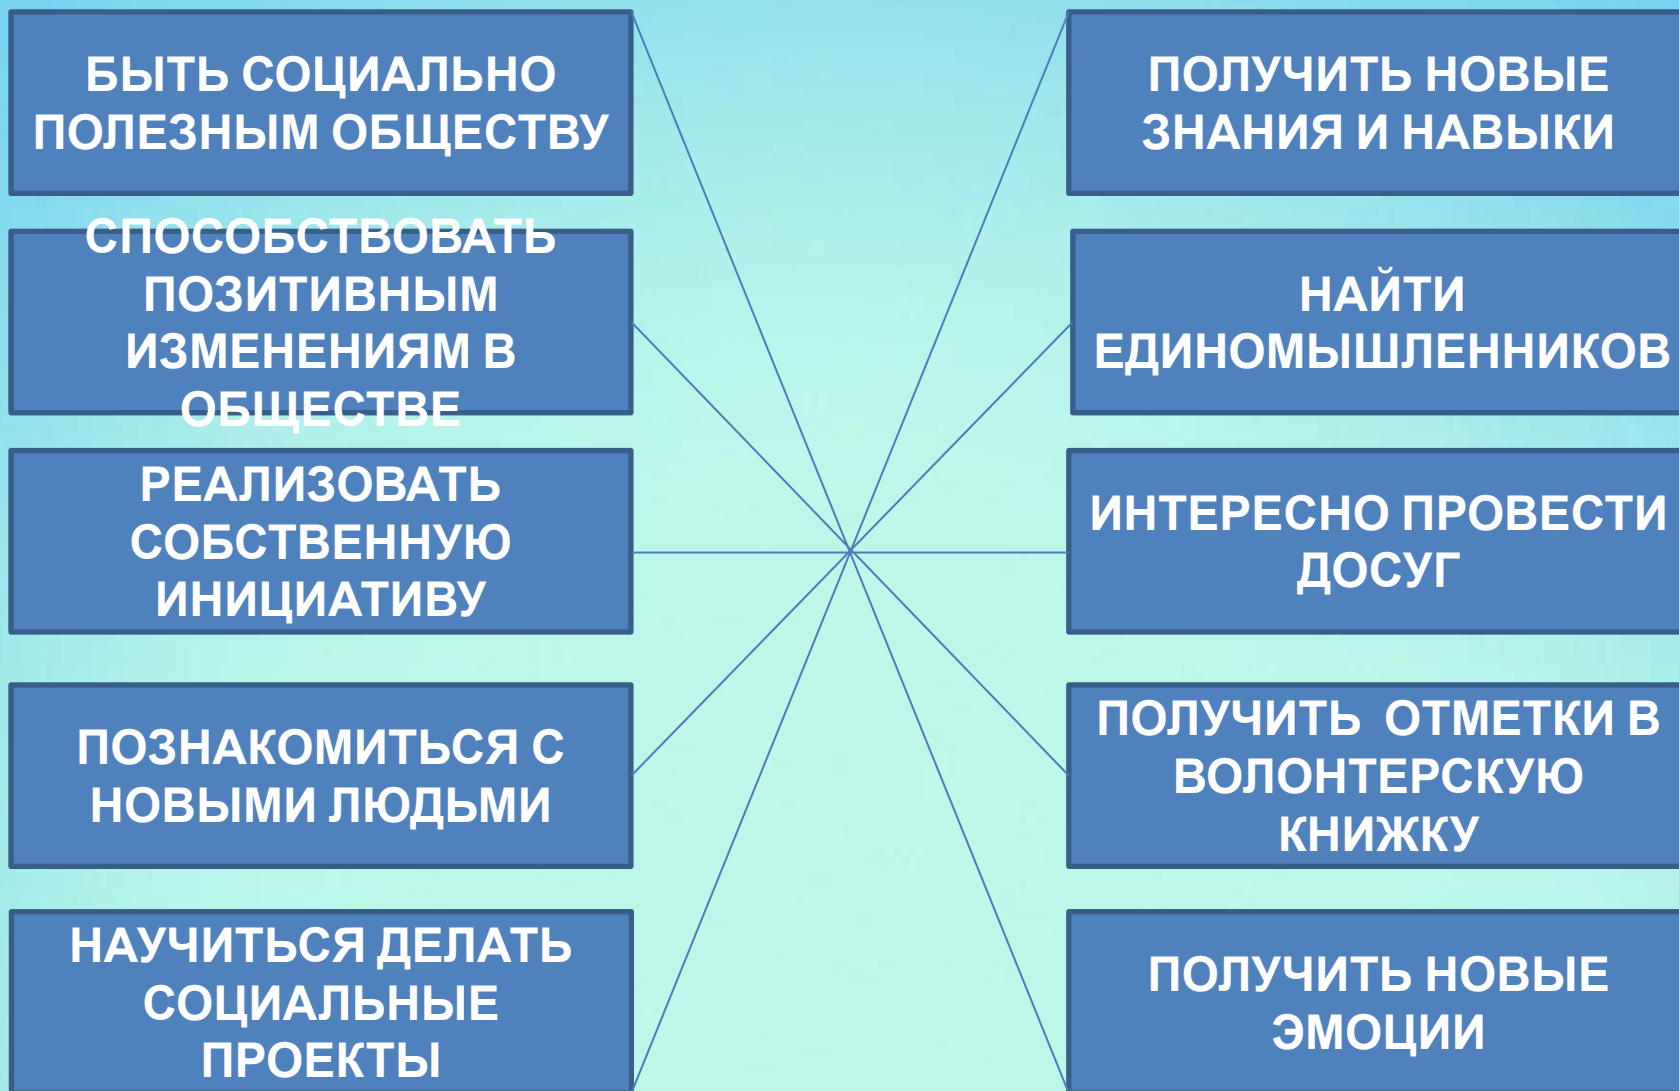 БЫТЬ СОЦИАЛЬНО
ПОЛЕЗНЫМ ОБЩЕСТВУ
СПОСОБСТВОВАТЬ
ПОЗИТИВНЫМ
ИЗМЕНЕНИЯМ В
ОБЩЕСТВЕ
РЕАЛИЗОВАТЬ
СОБСТВЕННУЮ
ИНИЦИАТИВУ
ПОЗНАКОМИТЬСЯ С
НОВЫМИ ЛЮДЬМИ
НАУЧИТЬСЯ ДЕЛАТЬ
СОЦИАЛЬНЫЕ
ПРОЕКТЫ
ПОЛУЧИТЬ НОВЫЕ
ЗНАНИЯ И НАВЫКИ
НАЙТИ
ЕДИНОМЫШЛЕННИКОВ
ИНТЕРЕСНО ПРОВЕСТИ
ДОСУГ
ПОЛУЧИТЬ ОТМЕТКИ В
ВОЛОНТЕРСКУЮ
КНИЖКУ
ПОЛУЧИТЬ НОВЫЕ
ЭМОЦИИ